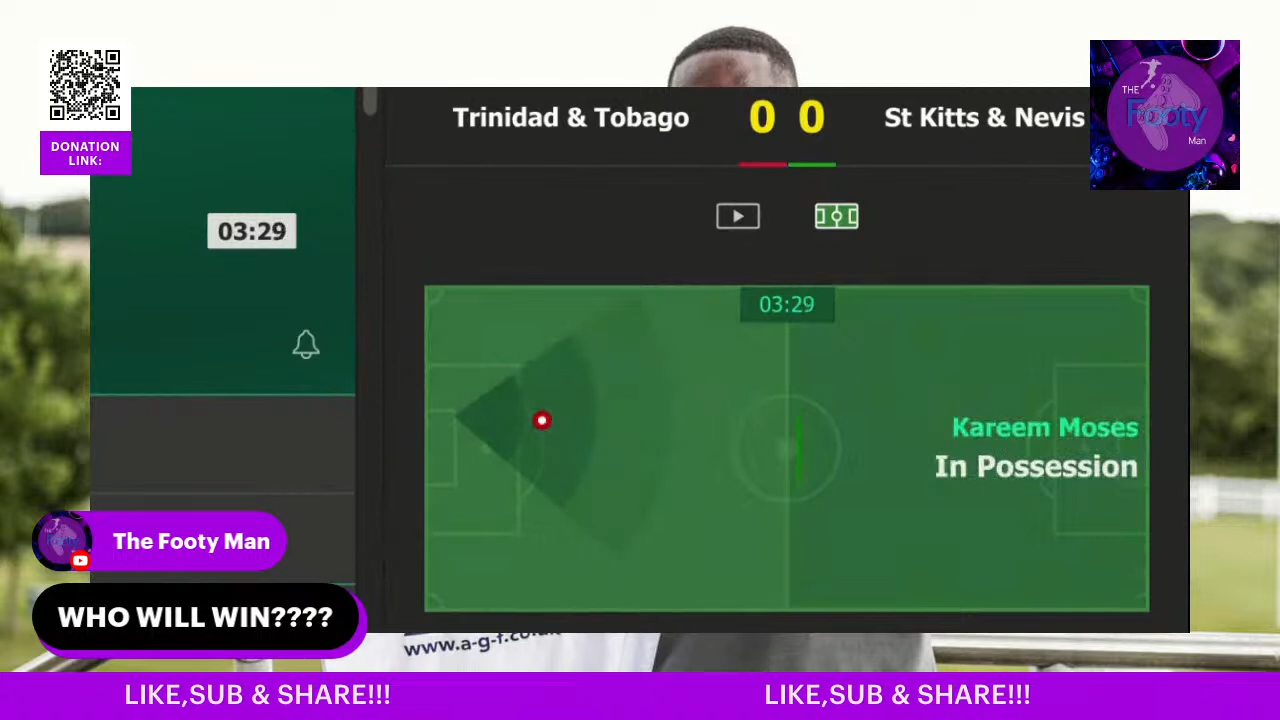 DONATION
LINK:
Trinidad & Tobago
0 0
St Kitts & Nevis
THE
Footy
Man
03:29
03:29
Kareem Moses
In Possession
The Footy Man
WHO WILL WIN????
www.a-g-f.co.
LIKE,SUB & SHARE!!!
LIKE,SUB & SHARE!!!